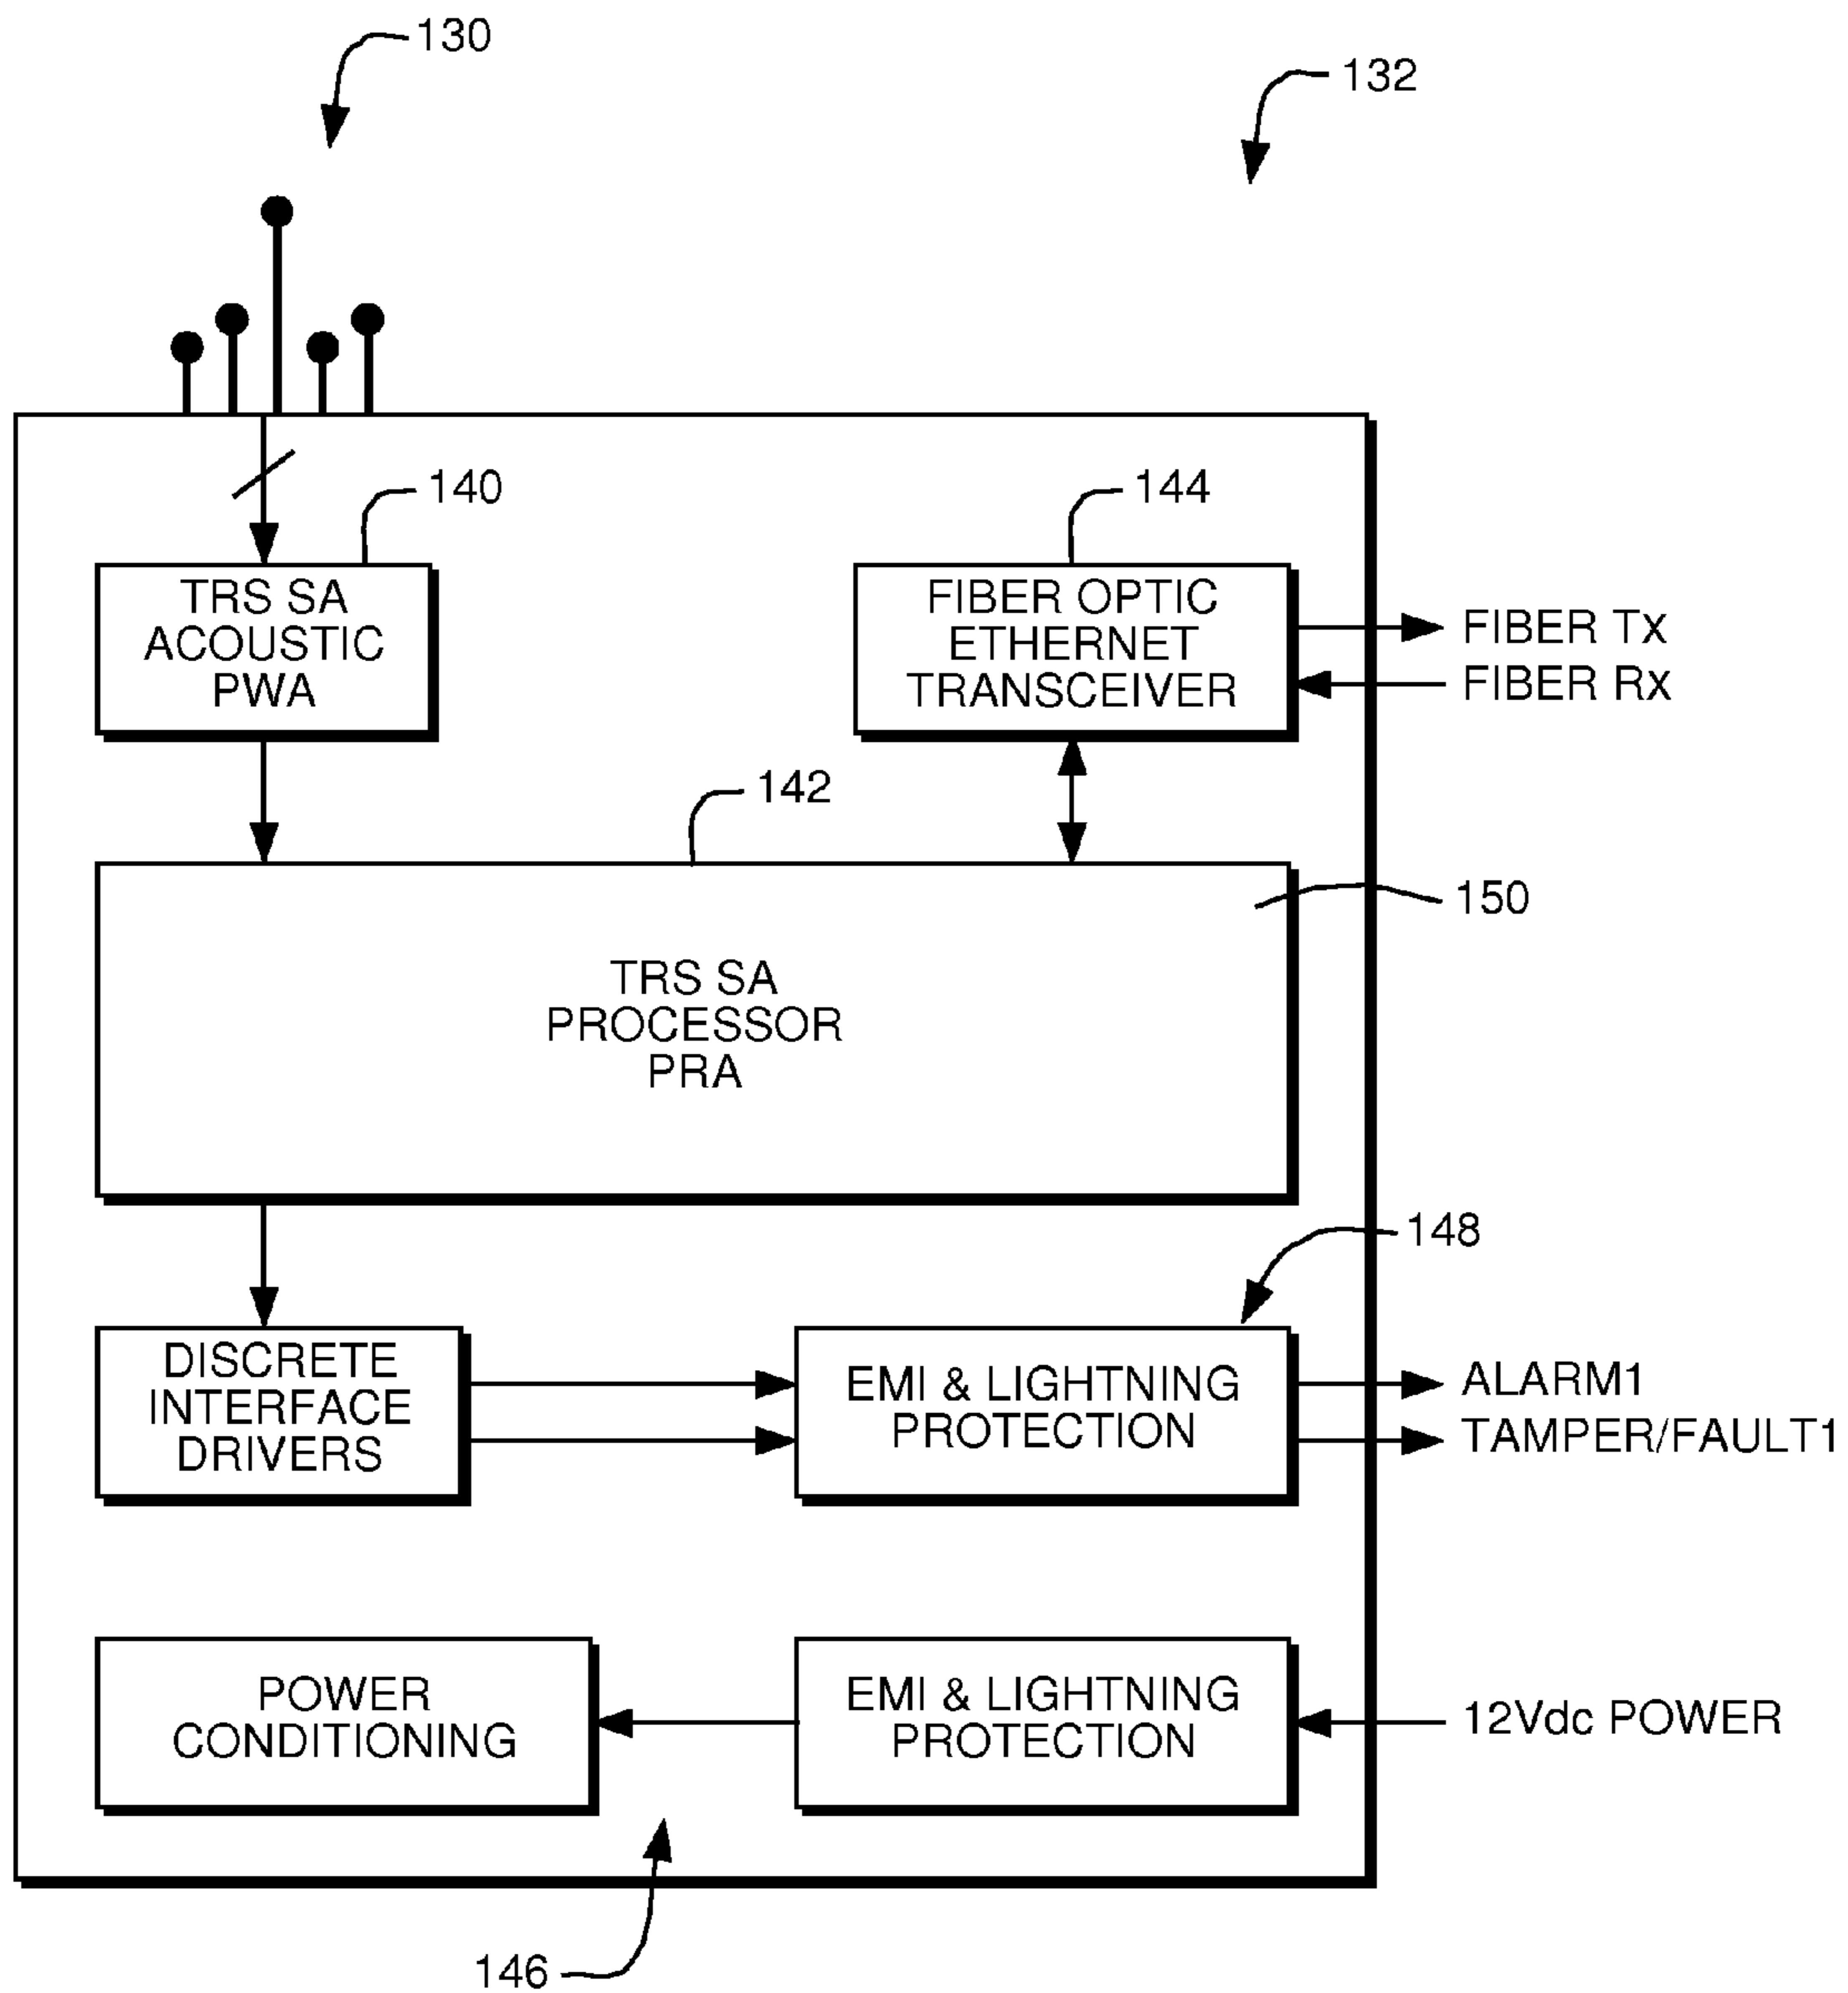 130
132
140
144
TRS SA
ACOUSTIC
PWA
FIBER OPTIC
ETHERNET
TRANSCEIVER
FIBER Tx
FIBER Rx
142
150
TRS SA
PROCESSOR
PRA
148
DISCRETE
INTERFACE
DRIVERS
EMI & LIGHTNING
PROTECTION
ALARM1
TAMPER/FAULT1
POWER
CONDITIONING
EMI & LIGHTNING
PROTECTION
12Vdc POWER
146